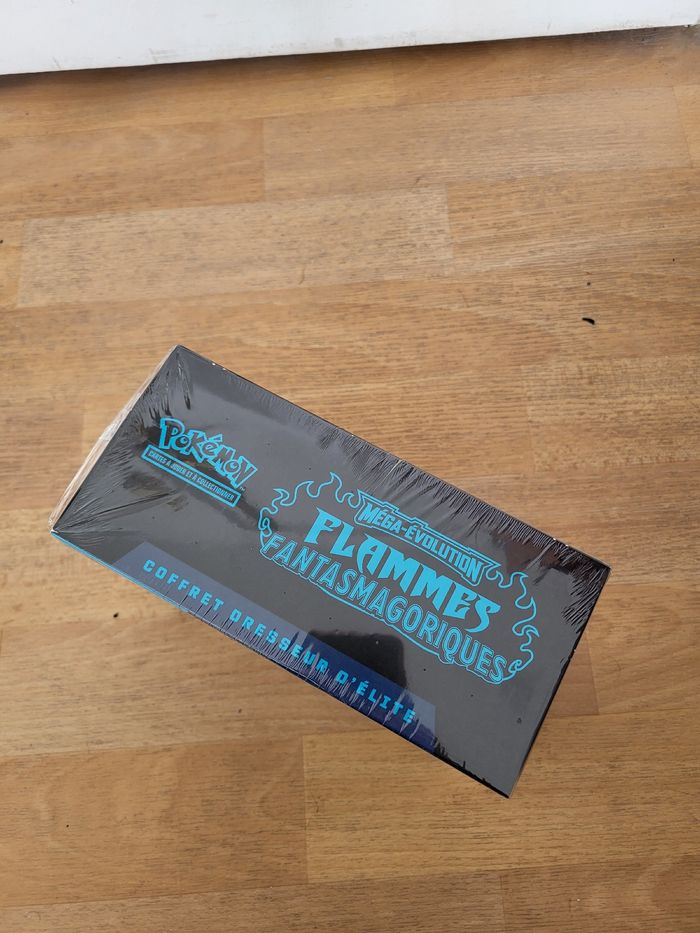 POKéMON
CARTES À JOUER ET À COLLECTIONNER
MÉGA-ÉVOLUTION
FLAMMES
FANTASMAGORIQUES
COFFRET DRESSEUR D'ÉLITE